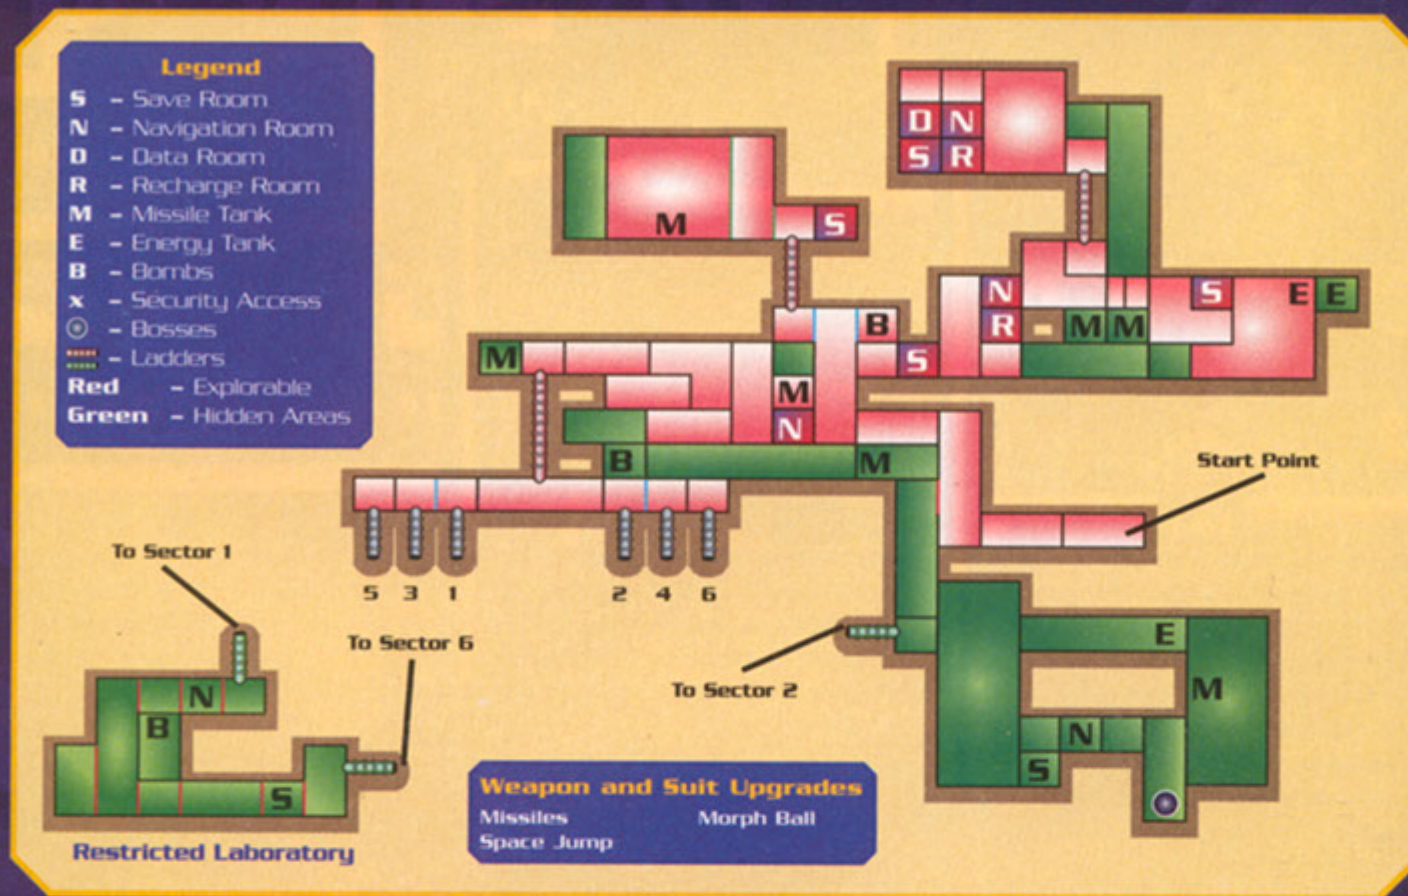 Legend
S - Save Room
N - Navigation Room
D - Data Room
R - Recharge Room
M - Missile Tank
E - Energy Tank
B - Bombs
x - Security Access
- Bosses
- Ladders
Red - Explorable
Green - Hidden Areas
D N
S R
M
S
N S E E
R M M
B
M S
M
N
B M
Start Point
5 3 1 2 4 6
To Sector 1
To Sector 6
To Sector 2
E
M
N
S
N
B
S
Restricted Laboratory
Weapon and Suit Upgrades
Missiles Morph Ball
Space Jump